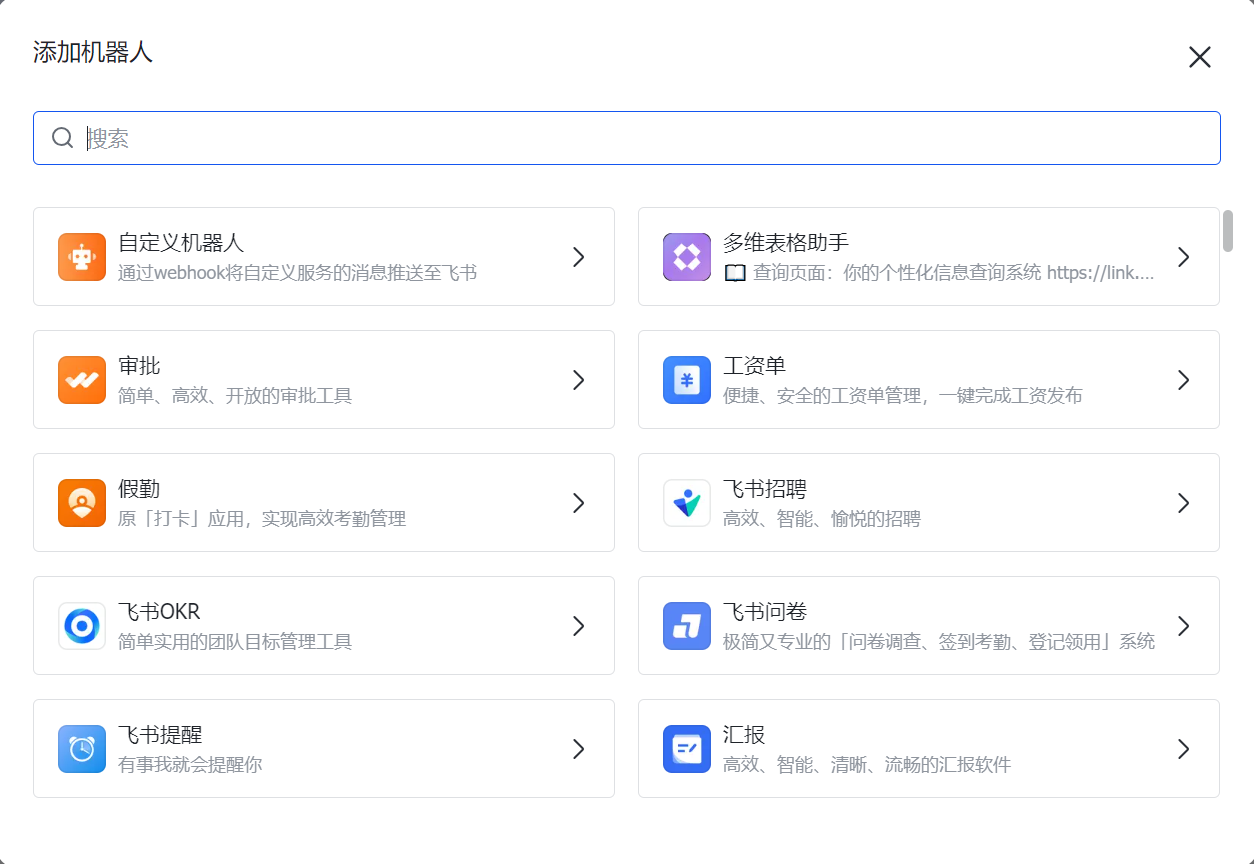 添加机器人
搜索
自定义机器人
通过webhook将自定义服务的消息推送至飞书
多维表格助手
查询页面：你的个性化信息查询系统 https://link....
审批
简单、高效、开放的审批工具
工资单
便捷、安全的工资单管理，一键完成工资发布
假勤
原「打卡」应用，实现高效考勤管理
飞书招聘
高效、智能、愉悦的招聘
飞书OKR
简单实用的团队目标管理工具
飞书问卷
极简又专业的「问卷调查、签到考勤、登记领用」系统
飞书提醒
有事我就会提醒你
汇报
高效、智能、清晰、流畅的汇报软件